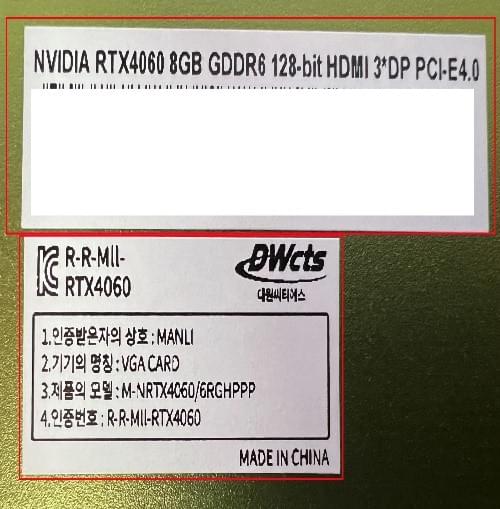 NVIDIA RTX4060 8GB GDDR6 128-bit HDMI 3*DP PCI-E4.0
R-R-Mll-
RTX4060
DWcts
대원씨티에스
1.인증받은자의 상호 : MANLI
2.기기의 명칭 : VGA CARD
3.제품의 모델 : M-NRTX4060/6RGHPPP
4.인증번호 : R-R-Mll-RTX4060
MADE IN CHINA